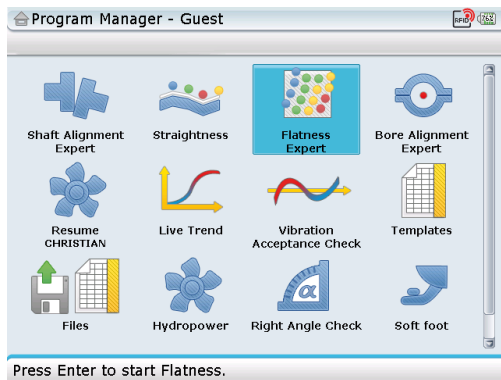 Program Manager - Guest
RFID
762
Shaft Alignment Expert
Straightness
Flatness Expert
Bore Alignment Expert
Resume CHRISTIAN
Live Trend
Vibration Acceptance Check
Templates
Files
Hydropower
α
Right Angle Check
Soft foot
Press Enter to start Flatness.